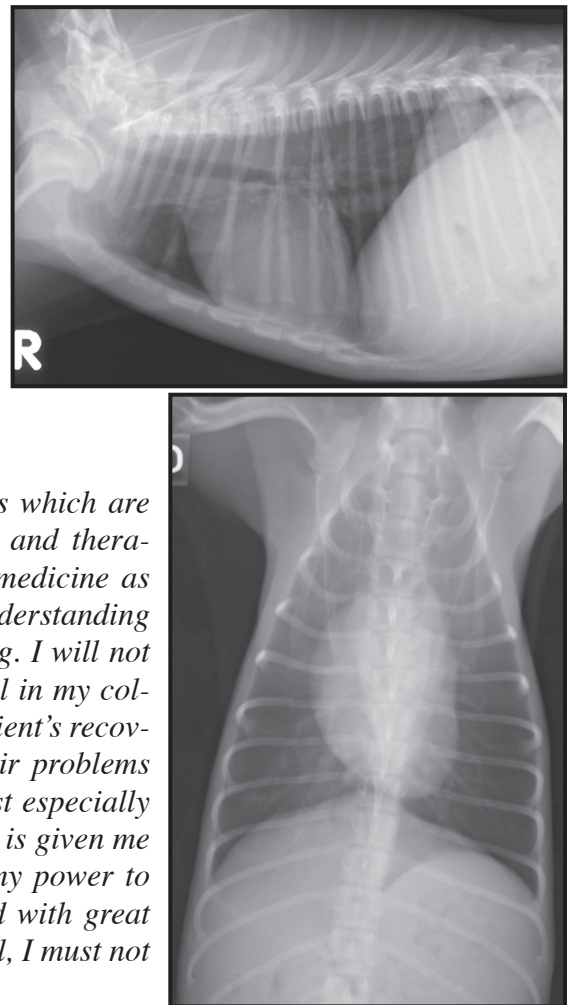 R
s which are
and thera-
medicine as
derstanding
g. I will not
l in my col-
ient's recov-
ir problems
st especially
is given me
ny power to
d with great
l, I must not